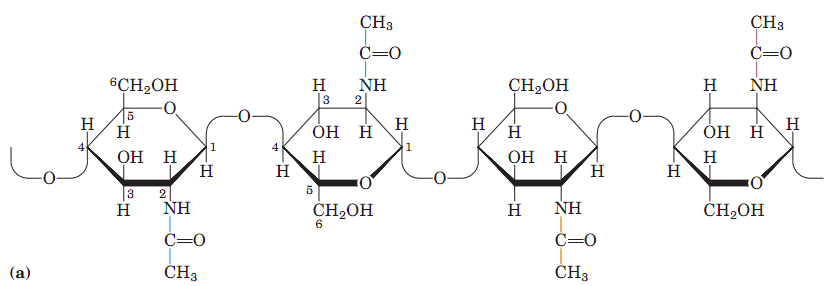 CH₃ CH₃
C=O C=O
⁶CH₂OH H NH CH₂OH H NH
3 2
O O
5 O O
H H OH H H H H OH H H
4 1 4 1
OH H H OH H H
H H H H
O O O O
3 2 5
H NH CH₂OH H NH CH₂OH
6
C=O C=O
(a) CH₃ CH₃